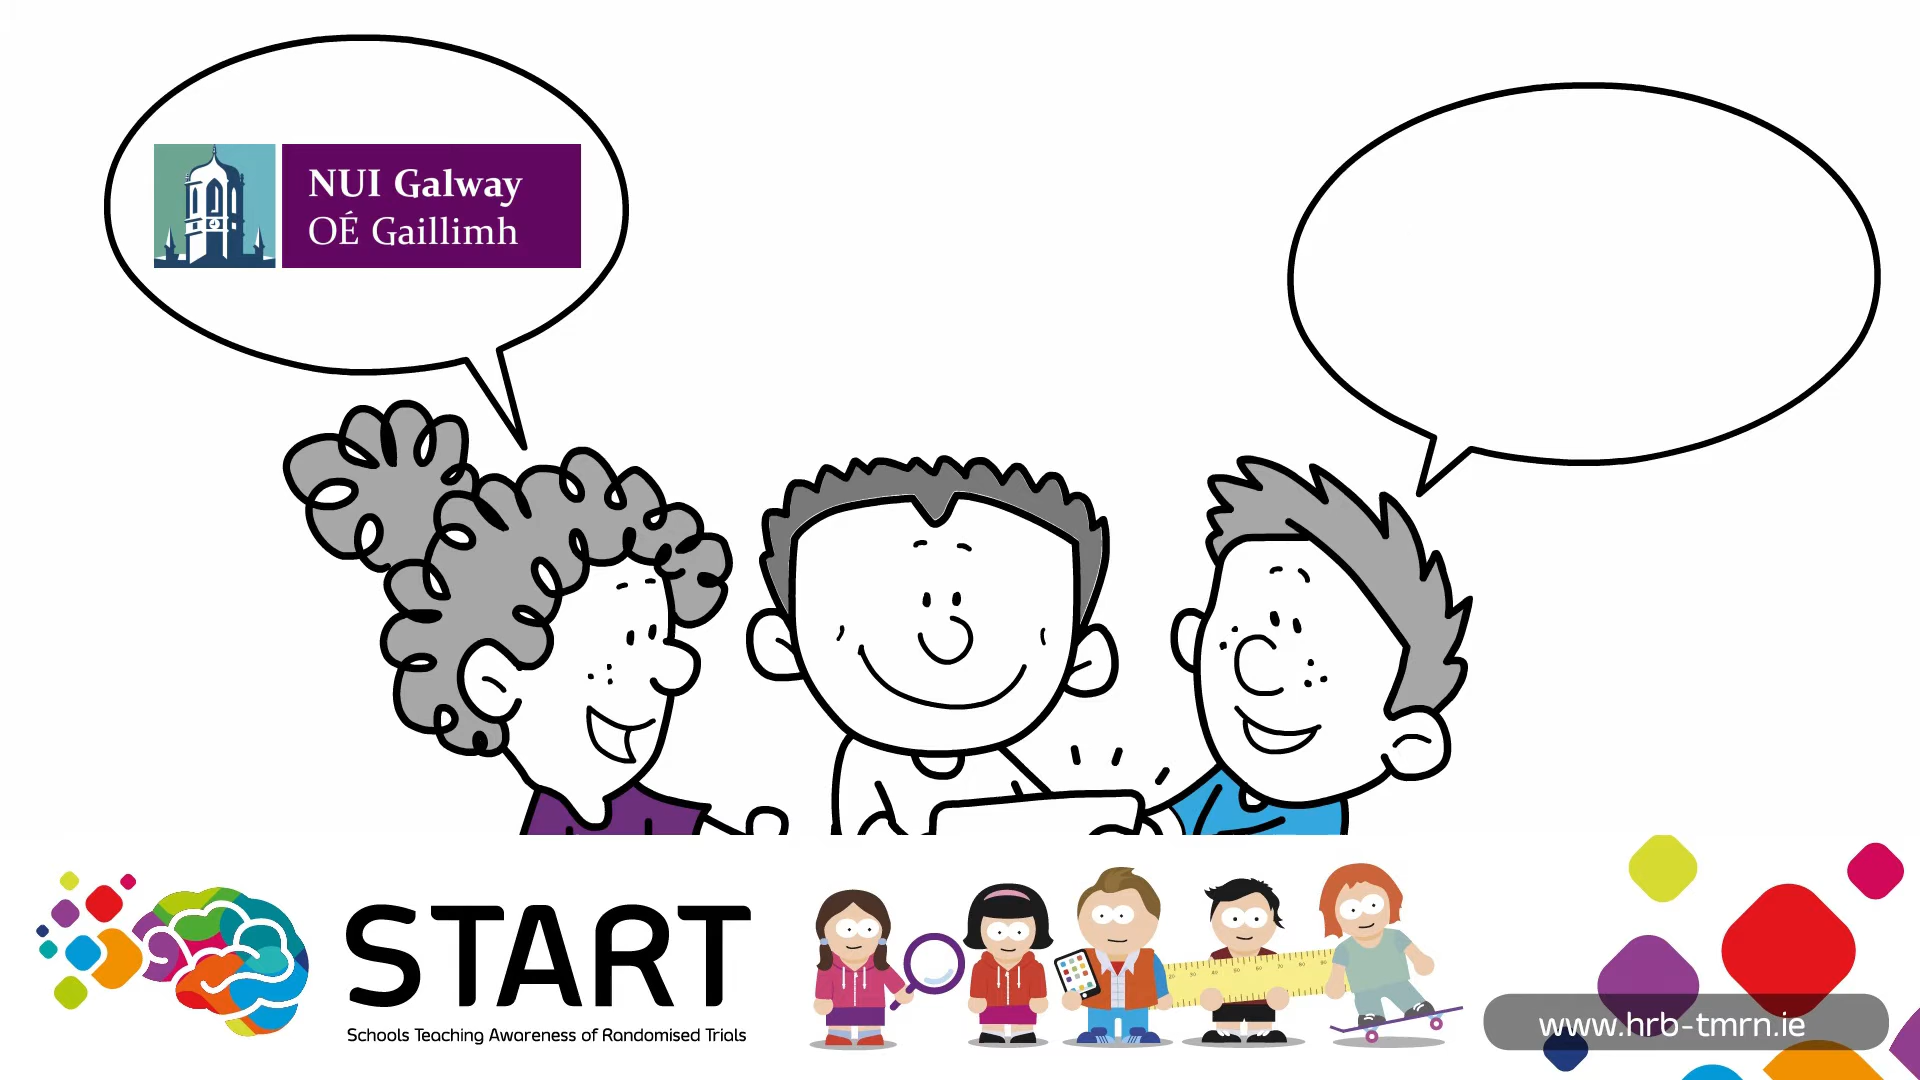 NUI Galway
OÉ Gaillimh
START
Schools Teaching Awareness of Randomised Trials
www.hrb-tmrn.ie